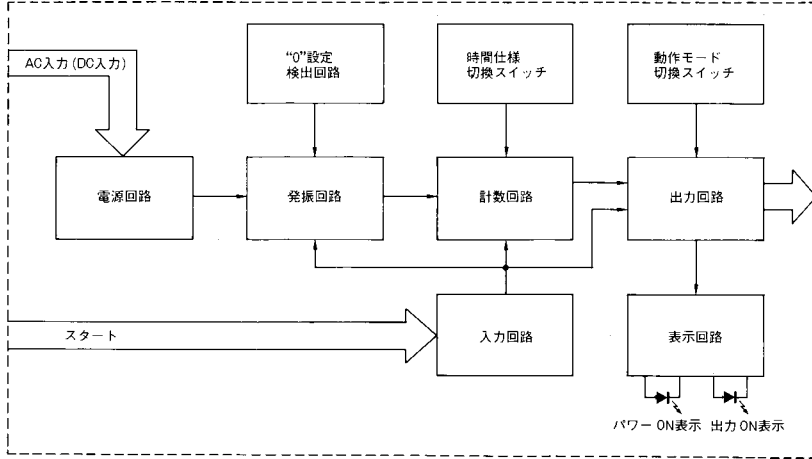 AC入力(DC入力)
“0”設定
検出回路
時間仕様
切換スイッチ
動作モード
切換スイッチ
電源回路
発振回路
計数回路
出力回路
スタート
入力回路
表示回路
パワーON表示
出力ON表示